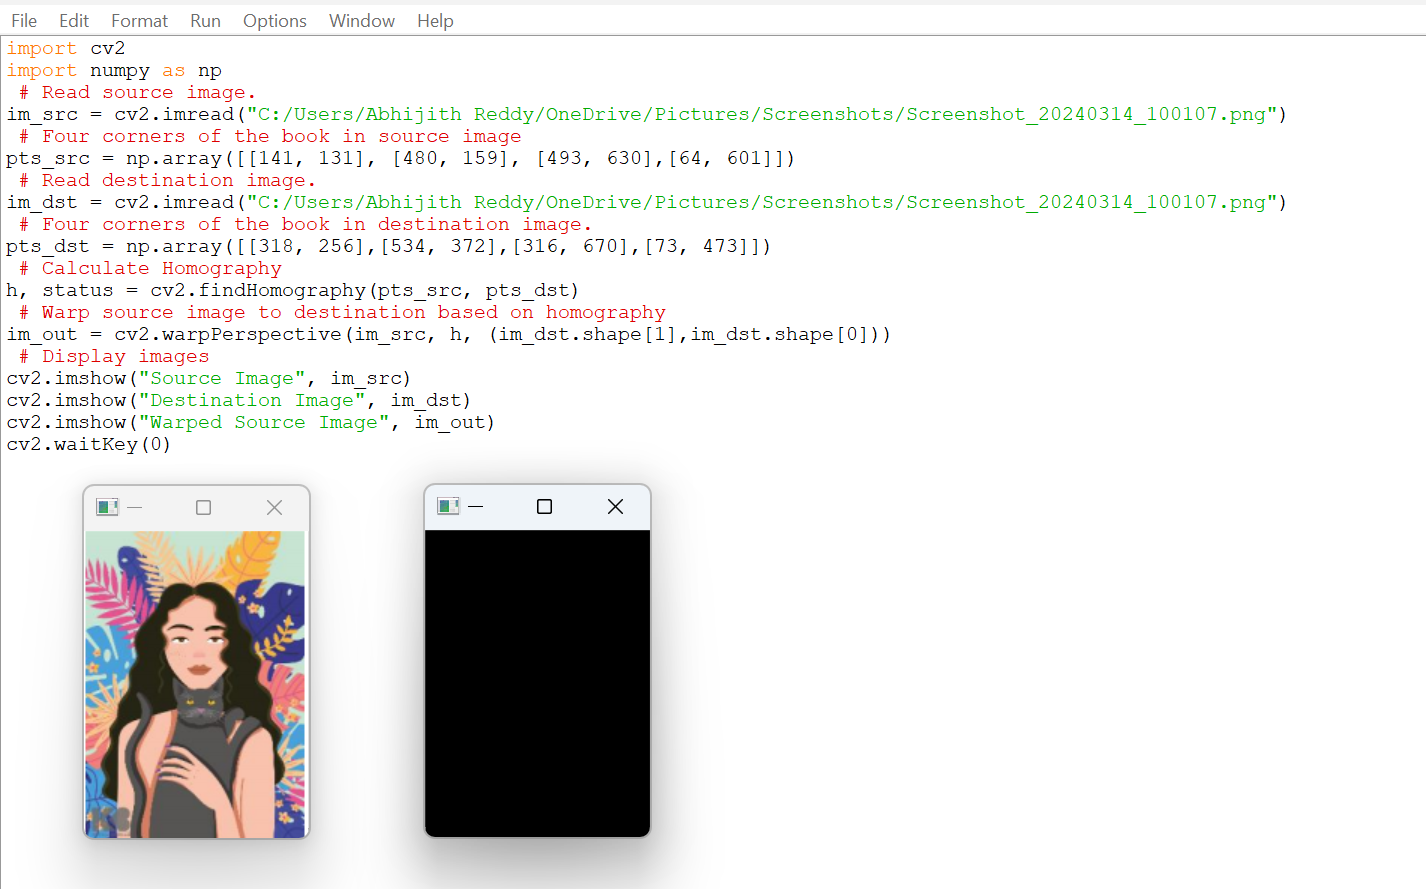 File Edit Format Run Options Window Help
import cv2
import numpy as np
 # Read source image.
im_src = cv2.imread("C:/Users/Abhijith Reddy/OneDrive/Pictures/Screenshots/Screenshot_20240314_100107.png")
 # Four corners of the book in source image
pts_src = np.array([[141, 131], [480, 159], [493, 630],[64, 601]])
 # Read destination image.
im_dst = cv2.imread("C:/Users/Abhijith Reddy/OneDrive/Pictures/Screenshots/Screenshot_20240314_100107.png")
 # Four corners of the book in destination image.
pts_dst = np.array([[318, 256],[534, 372],[316, 670],[73, 473]])
 # Calculate Homography
h, status = cv2.findHomography(pts_src, pts_dst)
 # Warp source image to destination based on homography
im_out = cv2.warpPerspective(im_src, h, (im_dst.shape[1],im_dst.shape[0]))
 # Display images
cv2.imshow("Source Image", im_src)
cv2.imshow("Destination Image", im_dst)
cv2.imshow("Warped Source Image", im_out)
cv2.waitKey(0)